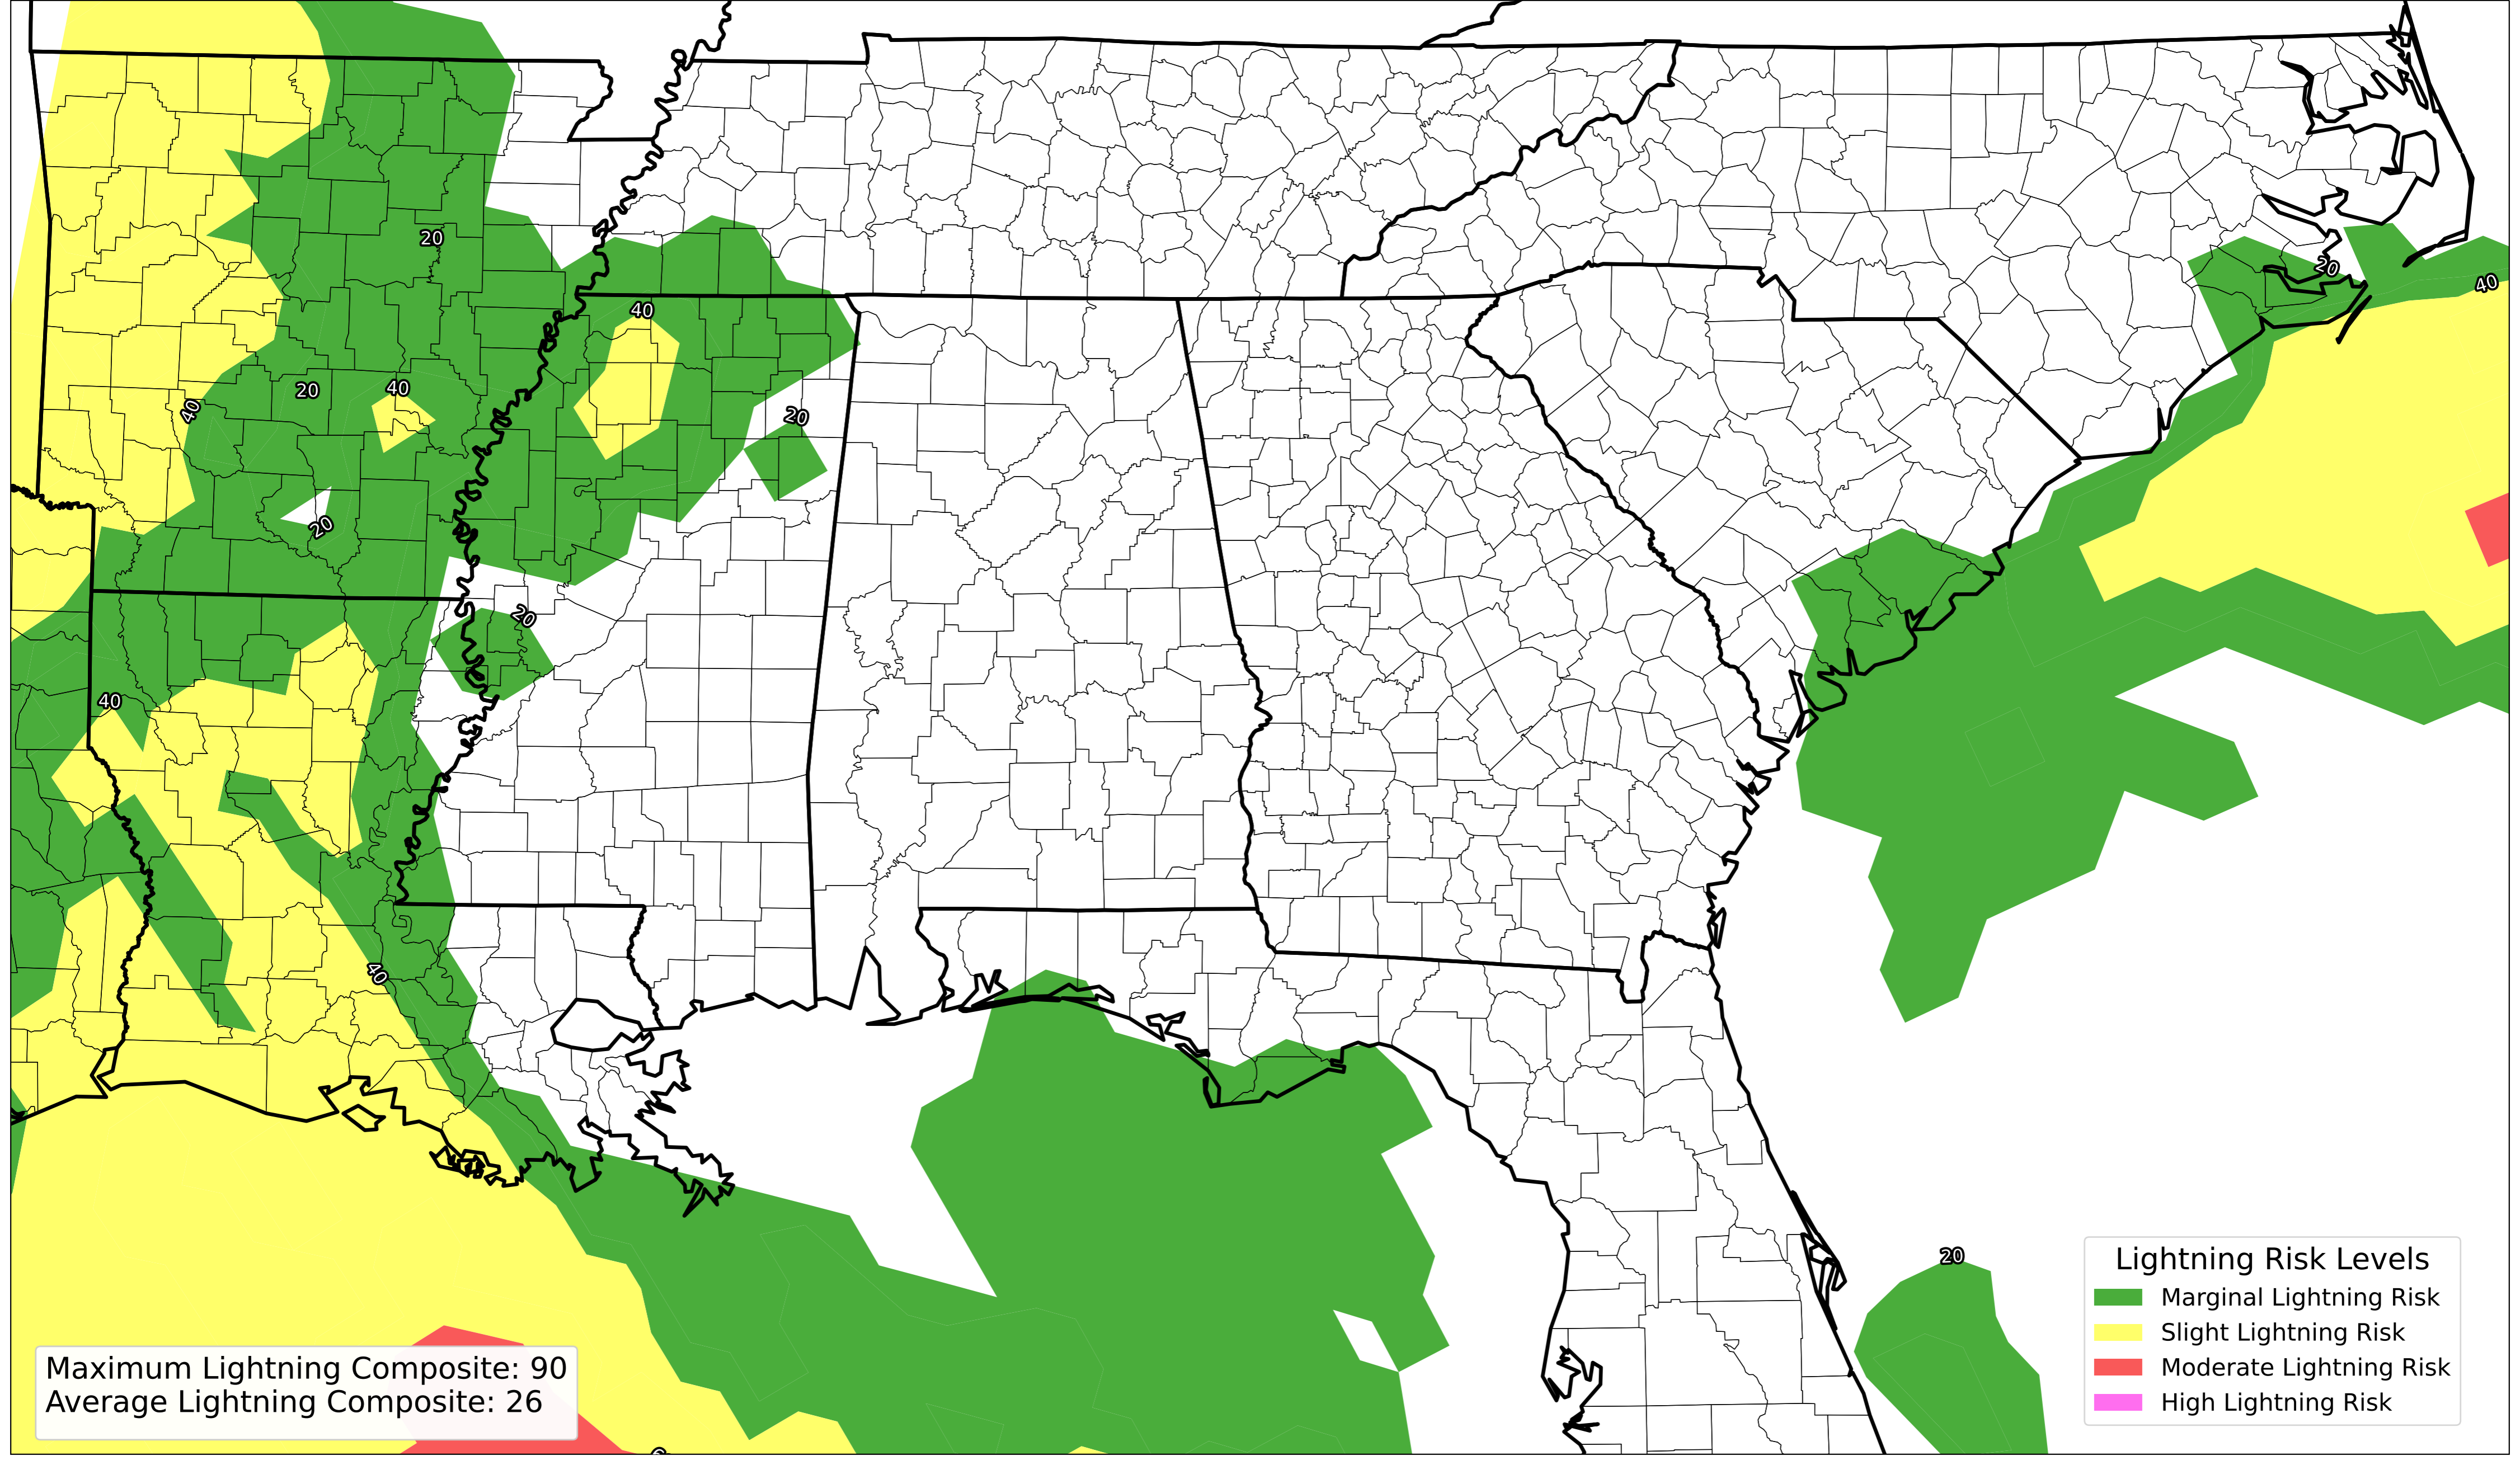 20
20
40
40
40
20
40
20
40
20
20
40
40
20
Maximum Lightning Composite: 90
Average Lightning Composite: 26
Lightning Risk Levels
Marginal Lightning Risk
Slight Lightning Risk
Moderate Lightning Risk
High Lightning Risk